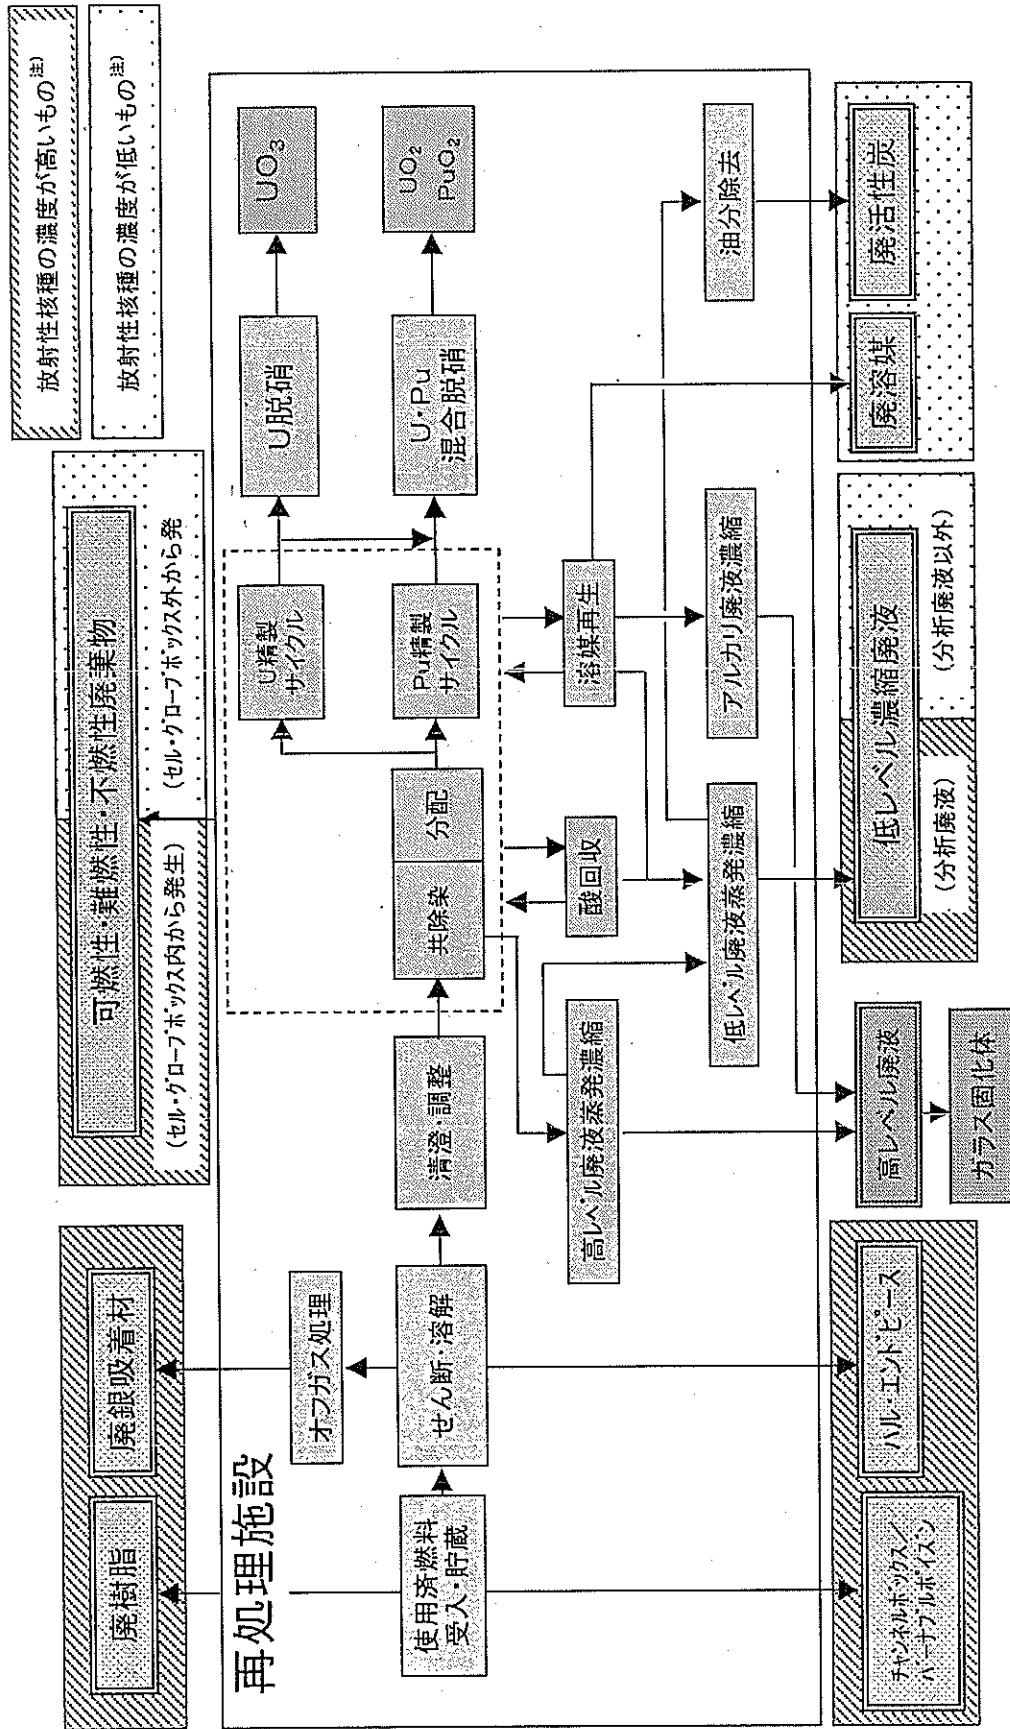 放射性核種の濃度が高いもの注)
放射性核種の濃度が低いもの注)
廃樹脂
廃銀吸着材
可燃性・難燃性・不燃性廃棄物
(セル・グローブボックス内から発生)
(セル・グローブボックス外から発
再処理施設
オフガス処理
使用済燃料
受入・貯蔵
せん断・溶解
清澄・調整
共除染
分配
U精製
サイクル
Pu精製
サイクル
U脱硝
U・Pu
混合脱硝
UO3
UO2
PuO2
高レベル廃液蒸発濃縮
酸回収
溶媒再生
低レベル廃液蒸発濃縮
アルカリ廃液濃縮
油分除去
チャンネルボックス/
バーナブルポイズン
ハル・エンドピース
高レベル廃液
ガラス固化体
低レベル濃縮廃液
(分析廃液)
(分析廃液以外)
廃溶媒
廃活性炭